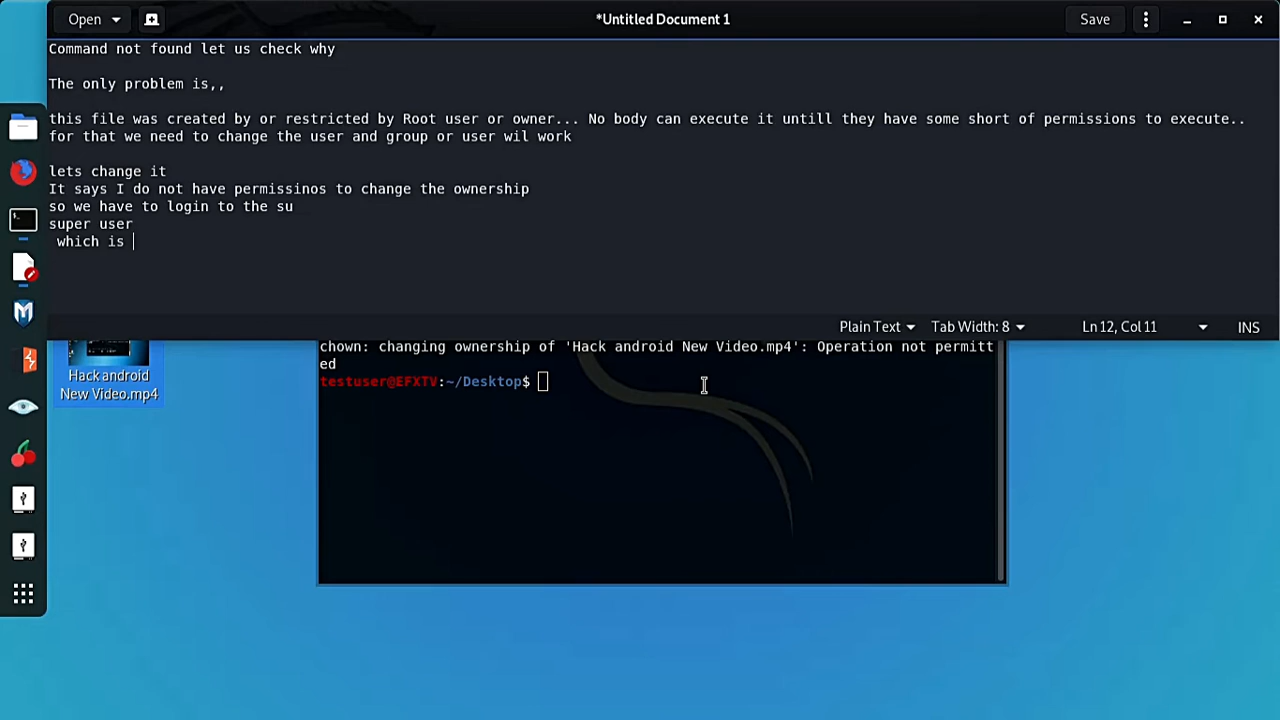 Open
*Untitled Document 1
Save
Command not found let us check why
The only problem is,,
this file was created by or restricted by Root user or owner... No body can execute it untill they have some short of permissions to execute..
for that we need to change the user and group or user wil work
lets change it
It says I do not have permissinos to change the ownership
so we have to login to the su
super user
which is
Plain Text
Tab Width: 8
Ln 12, Col 11
INS
Hack android
New Video.mp4
chown: changing ownership of 'Hack android New Video.mp4': Operation not permitt
ed
testuser@EFXTV:~/Desktop$